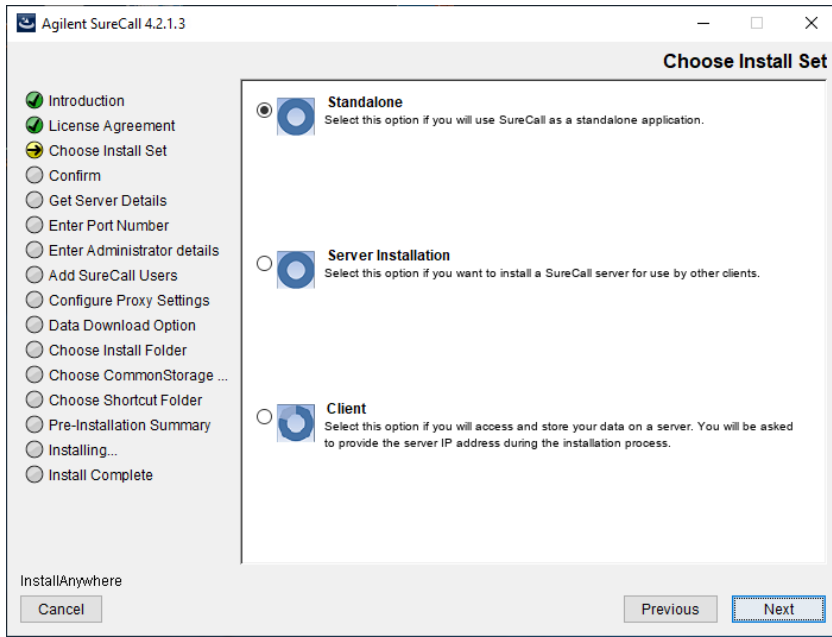 Agilent SureCall 4.2.1.3
Choose Install Set
Introduction
License Agreement
Choose Install Set
Confirm
Get Server Details
Enter Port Number
Enter Administrator details
Add SureCall Users
Configure Proxy Settings
Data Download Option
Choose Install Folder
Choose CommonStorage ...
Choose Shortcut Folder
Pre-Installation Summary
Installing...
Install Complete
Standalone
Select this option if you will use SureCall as a standalone application.
Server Installation
Select this option if you want to install a SureCall server for use by other clients.
Client
Select this option if you will access and store your data on a server. You will be asked
to provide the server IP address during the installation process.
InstallAnywhere
Cancel
Previous
Next